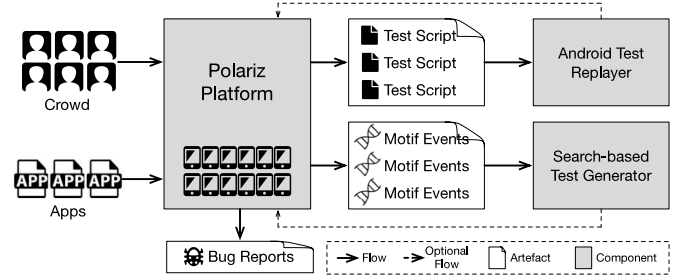 Crowd
APP APP APP
Apps
Polariz
Platform
Test Script
Test Script
Test Script
Motif Events
Motif Events
Motif Events
Android Test
Replayer
Search-based
Test Generator
Bug Reports
Flow
Optional
Flow
Artefact
Component